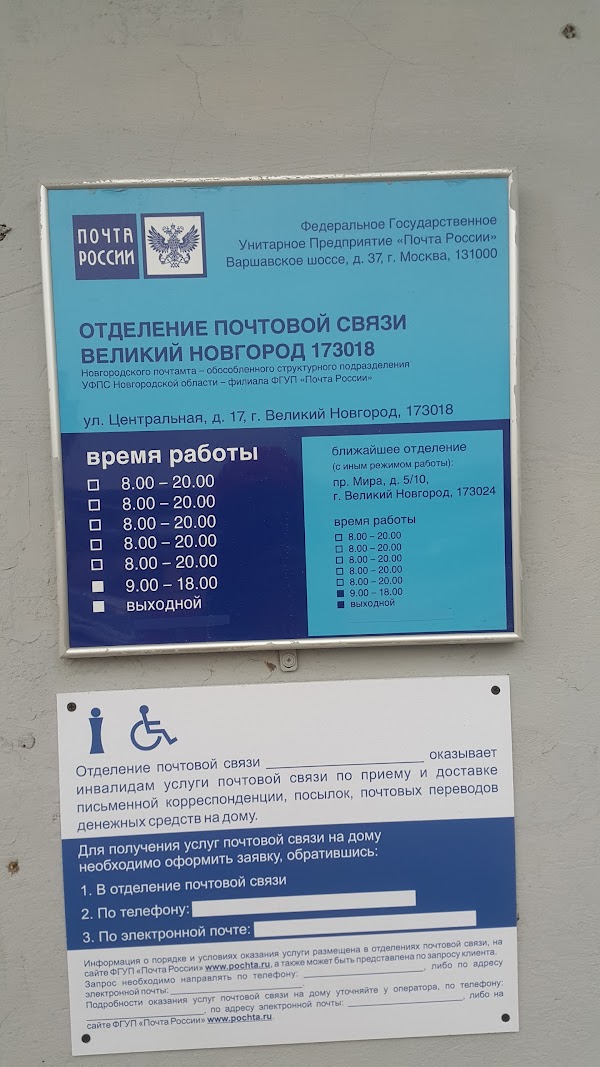 ПОЧТА
РОССИИ
Федеральное Государственное
Унитарное Предприятие «Почта России»
Варшавское шоссе, д. 37, г. Москва, 131000
ОТДЕЛЕНИЕ ПОЧТОВОЙ СВЯЗИ
ВЕЛИКИЙ НОВГОРОД 173018
Новгородского почтамта – обособленного структурного подразделения
УФПС Новгородской области – филиала ФГУП «Почта России»
ул. Центральная, д. 17, г. Великий Новгород, 173018
время работы
8.00 – 20.00
8.00 – 20.00
8.00 – 20.00
8.00 – 20.00
8.00 – 20.00
9.00 – 18.00
выходной
ближайшее отделение
(с иным режимом работы):
пр. Мира, д. 5/10,
г. Великий Новгород, 173024
время работы
8.00 – 20.00
8.00 – 20.00
8.00 – 20.00
8.00 – 20.00
8.00 – 20.00
9.00 – 18.00
выходной
Отделение почтовой связи ____________________ оказывает
инвалидам услуги почтовой связи по приему и доставке
письменной корреспонденции, посылок, почтовых переводов
денежных средств на дому.
Для получения услуг почтовой связи на дому
необходимо оформить заявку, обратившись:
1. В отделение почтовой связи
2. По телефону:
3. По электронной почте:
Информация о порядке и условиях оказания услуги размещена в отделениях почтовой связи, на
сайте ФГУП «Почта России» www.pochta.ru, а также может быть представлена по запросу клиента.
Запрос необходимо направлять по телефону: ____________________, либо по адресу
электронной почты: ____________________.
Подробности оказания услуг почтовой связи на дому уточняйте у оператора, по телефону:
____________________, по адресу электронной почты: ____________________, либо на
сайте ФГУП «Почта России» www.pochta.ru